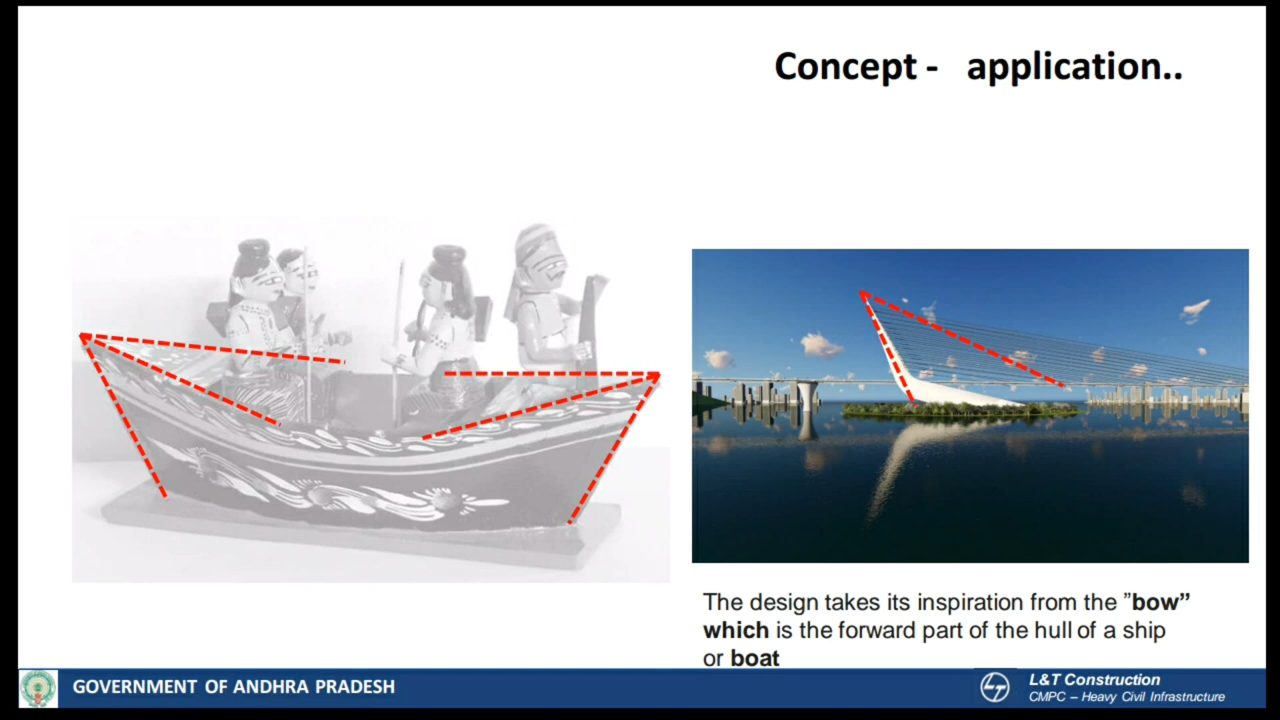 Concept - application..
The design takes its inspiration from the ”bow”
which is the forward part of the hull of a ship
or boat
GOVERNMENT OF ANDHRA PRADESH
L&T Construction
CMPC – Heavy Civil Infrastructure